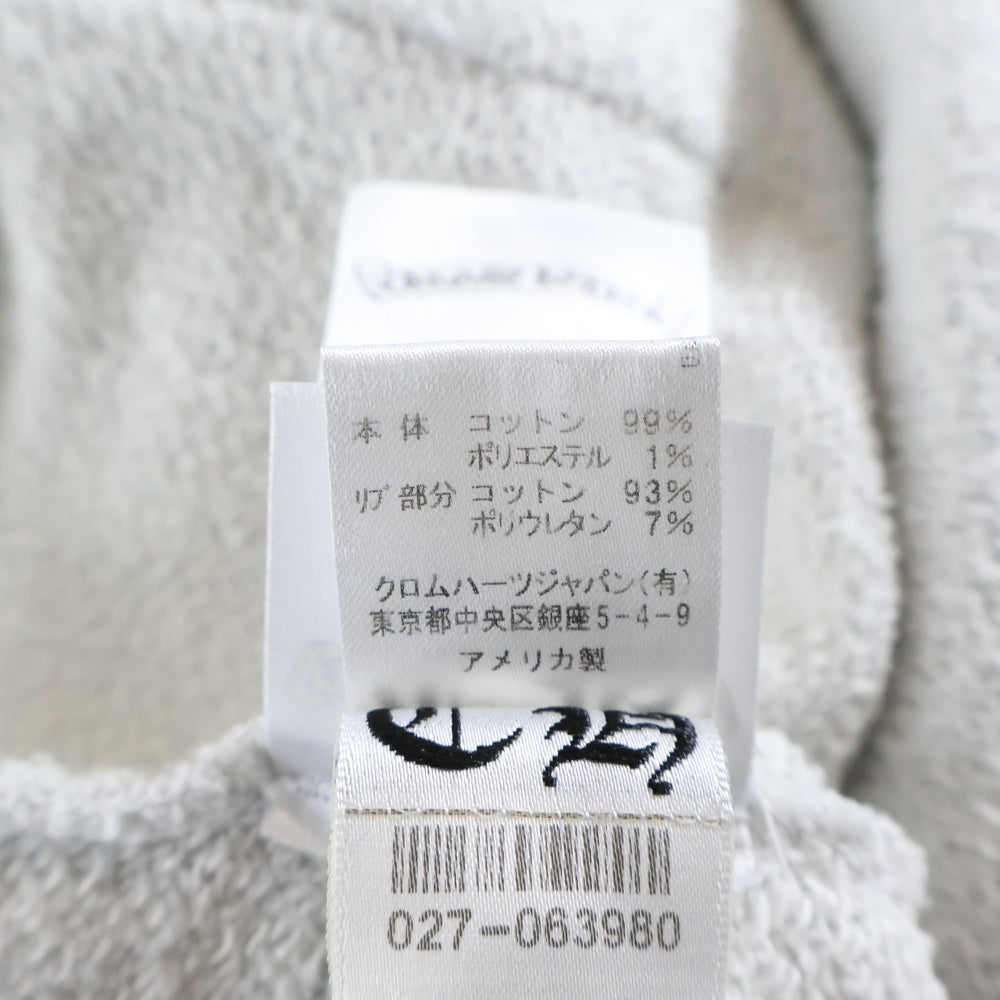 本体 コットン 99%
ポリエステル 1%
リブ部分 コットン 93%
ポリウレタン 7%
クロムハーツジャパン(有)
東京都中央区銀座5-4-9
アメリカ製
CH
027-063980